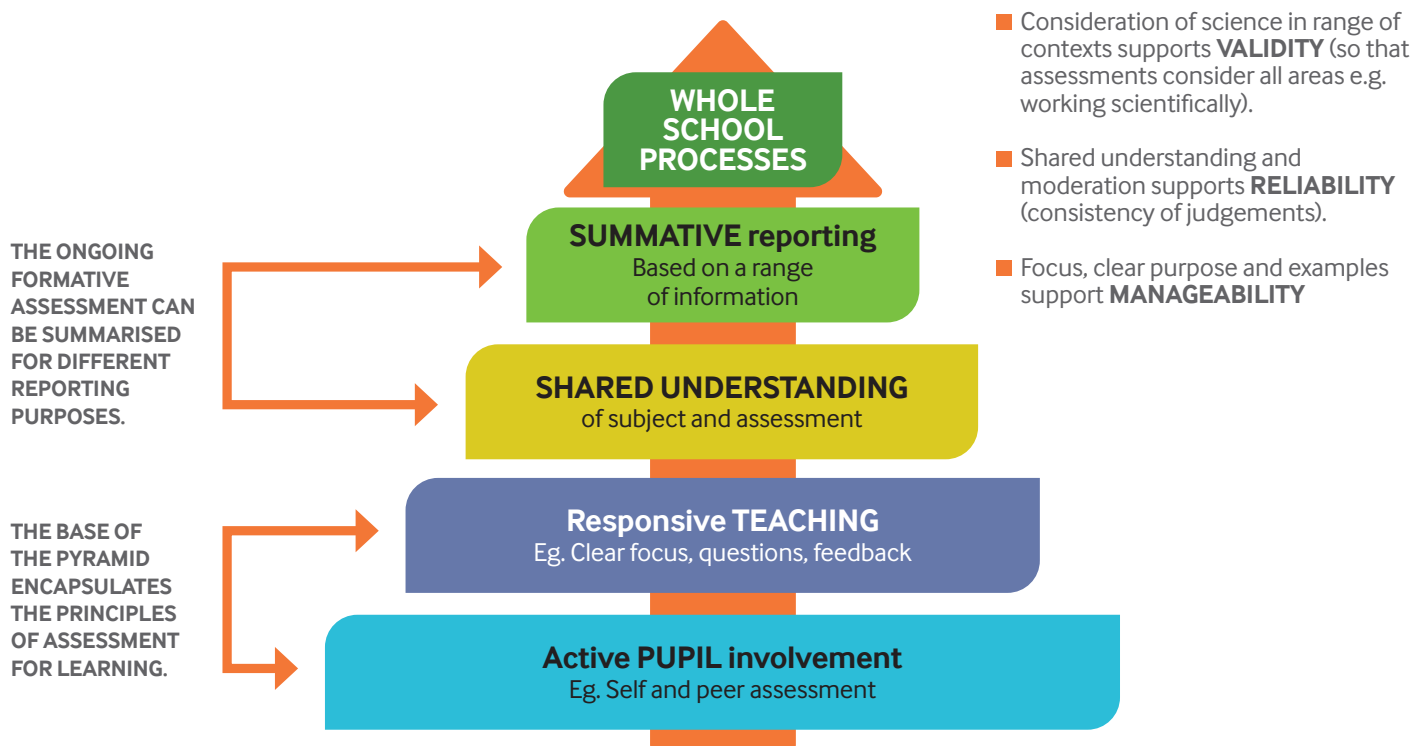 WHOLE
SCHOOL
PROCESSES
SUMMATIVE reporting
Based on a range
of information
SHARED UNDERSTANDING
of subject and assessment
Responsive TEACHING
Eg. Clear focus, questions, feedback
Active PUPIL involvement
Eg. Self and peer assessment
THE ONGOING
FORMATIVE
ASSESSMENT CAN
BE SUMMARISED
FOR DIFFERENT
REPORTING
PURPOSES.
THE BASE OF
THE PYRAMID
ENCAPSULATES
THE PRINCIPLES
OF ASSESSMENT
FOR LEARNING.
Consideration of science in range of
contexts supports VALIDITY (so that
assessments consider all areas e.g.
working scientifically).
Shared understanding and
moderation supports RELIABILITY
(consistency of judgements).
Focus, clear purpose and examples
support MANAGEABILITY